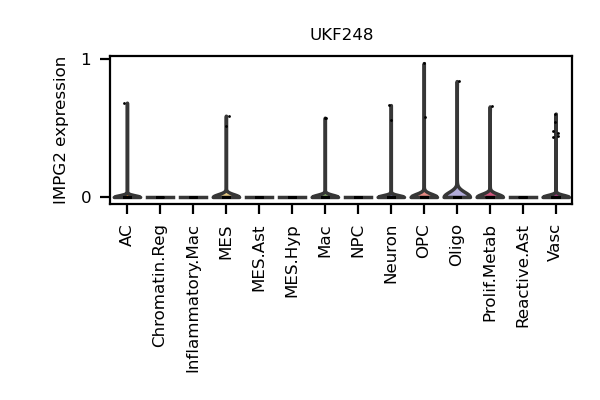 UKF248
IMPG2 expression
1
0
AC
Chromatin.Reg
Inflammatory.Mac
MES
MES.Ast
MES.Hyp
Mac
NPC
Neuron
OPC
Oligo
Prolif.Metab
Reactive.Ast
Vasc